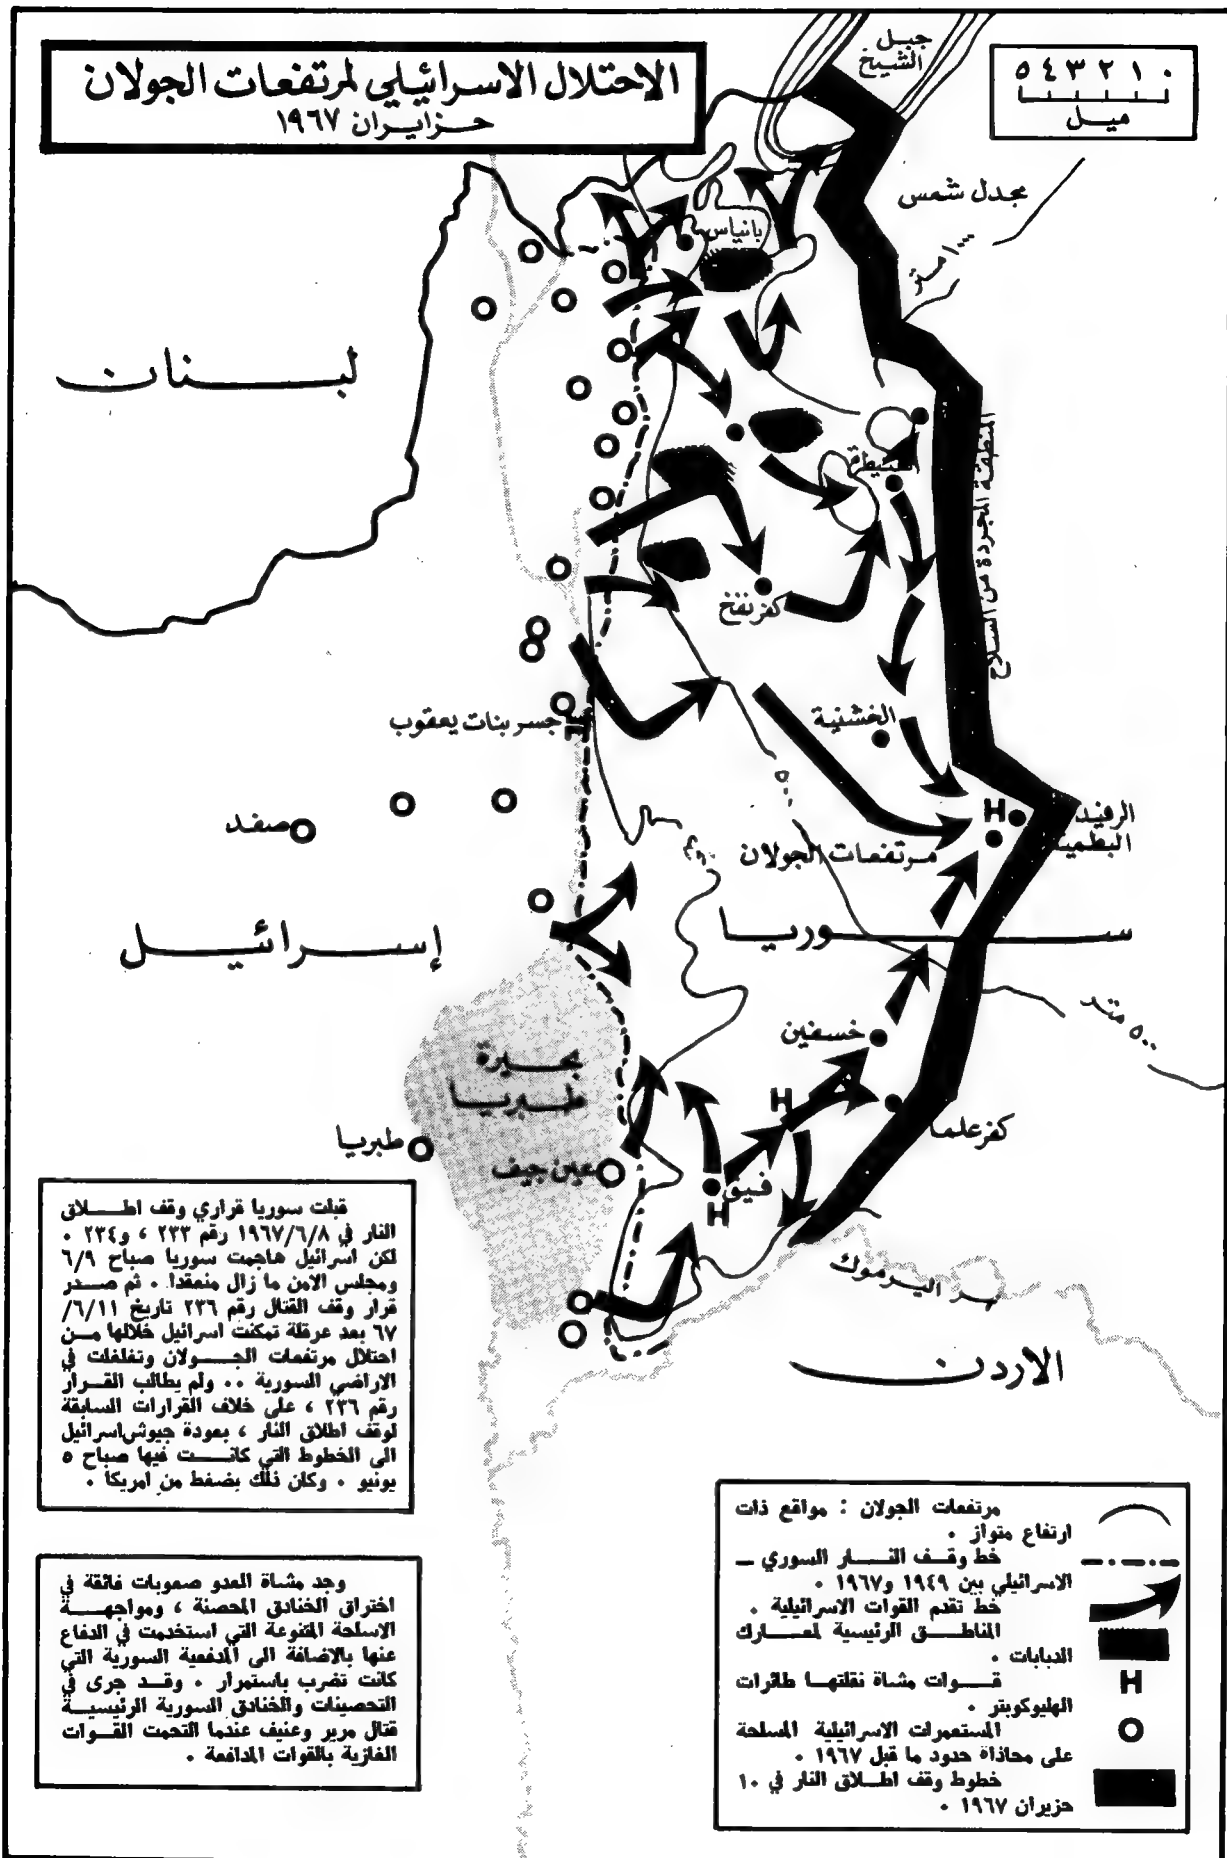 الاحتلال الاسرائيلي لمرتفعات الجولان
حزايران ١٩٦٧
جبل
الشيخ
٥ ٤ ٣ ٢ ١ ٠
ميل
مجدل شمس
١٠٠٠ متر
بانياس
لبنان
المنطقة المجردة من السلاح
القنيطرة
كفر نفخ
الخشنية
جسر بنات يعقوب
صفد
٥٠٠
الرفيد
البطمية
مرتفعات الجولان
إسرائيل
سوريا
٥٠٠ متد
خسفين
بحيرة
طبريا
كفر علما
طبريا
عين جيف
فيق
نهر اليرموك
الاردن
قبلت سوريا قراري وقف اطلاق
النار في ١٩٦٧/٦/٨ رقم ٢٣٣ ، و٢٣٤ .
لكن اسرائيل هاجمت سوريا صباح ٦/٩
ومجلس الامن ما زال منعقدا . ثم صدر
قرار وقف القتال رقم ٢٣٦ تاريخ ٦/١١/
٦٧ بعد عرقلة تمكنت اسرائيل خلالها من
احتلال مرتفعات الجولان وتغلغلت في
الاراضي السورية .. ولم يطالب القرار
رقم ٢٣٦ ، على خلاف القرارات السابقة
لوقف اطلاق النار ، بعودة جيوش اسرائيل
الى الخطوط التي كانت فيها صباح ٥
يونيو . وكان ذلك بضغط من امريكا .
وجد مشاة العدو صعوبات فائقة في
اختراق الخنادق المحصنة ، ومواجهة
الاسلحة المتنوعة التي استخدمت في الدفاع
عنها بالاضافة الى المدفعية السورية التي
كانت تضرب باستمرار . وقد جرى في
التحصينات والخنادق السورية الرئيسية
قتال مرير وعنيف عندما التحمت القوات
الغازية بالقوات المدافعة .
مرتفعات الجولان : مواقع ذات
ارتفاع متواز .
خط وقف النار السوري –
الاسرائيلي بين ١٩٤٩ و١٩٦٧ .
خط تقدم القوات الاسرائيلية .
المناطق الرئيسية لمعارك
الدبابات .
H قوات مشاة نقلتها طائرات
الهليوكوبتر .
المستعمرات الاسرائيلية المسلحة
على محاذاة حدود ما قبل ١٩٦٧ .
خطوط وقف اطلاق النار في ١٠
حزيران ١٩٦٧ .
H
H
H